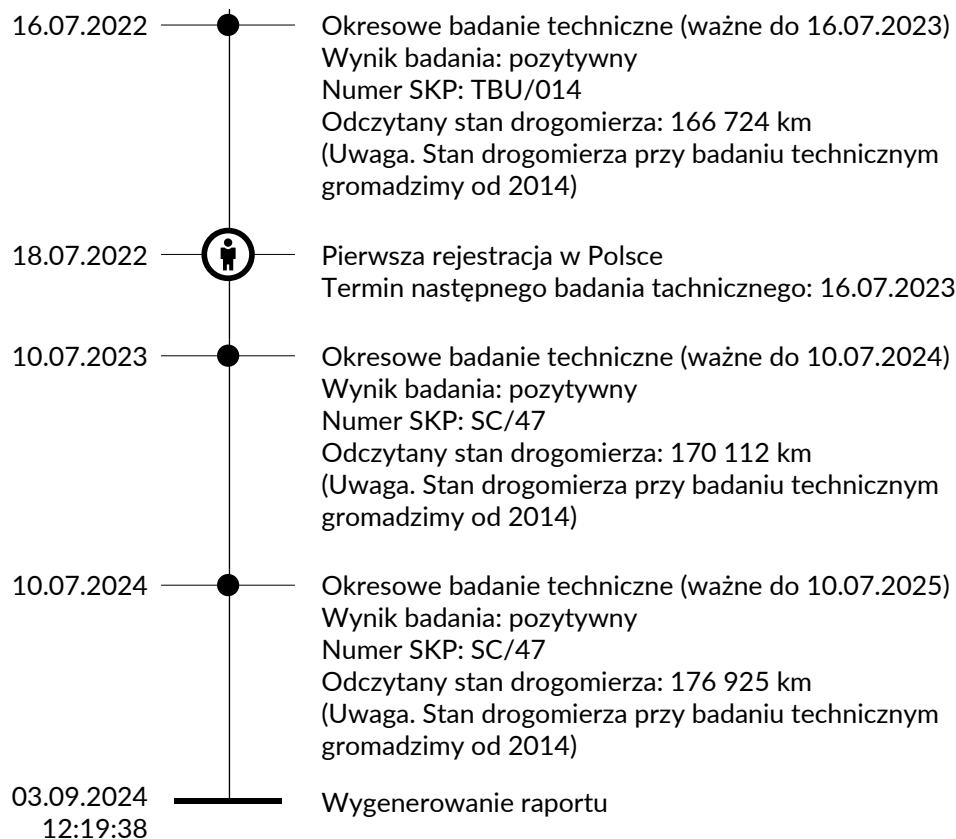 16.07.2022
Okresowe badanie techniczne (ważne do 16.07.2023)
Wynik badania: pozytywny
Numer SKP: TBU/014
Odczytany stan drogomierza: 166 724 km
(Uwaga. Stan drogomierza przy badaniu technicznym
gromadzimy od 2014)
18.07.2022
Pierwsza rejestracja w Polsce
Termin następnego badania tachnicznego: 16.07.2023
10.07.2023
Okresowe badanie techniczne (ważne do 10.07.2024)
Wynik badania: pozytywny
Numer SKP: SC/47
Odczytany stan drogomierza: 170 112 km
(Uwaga. Stan drogomierza przy badaniu technicznym
gromadzimy od 2014)
10.07.2024
Okresowe badanie techniczne (ważne do 10.07.2025)
Wynik badania: pozytywny
Numer SKP: SC/47
Odczytany stan drogomierza: 176 925 km
(Uwaga. Stan drogomierza przy badaniu technicznym
gromadzimy od 2014)
03.09.2024
12:19:38
Wygenerowanie raportu